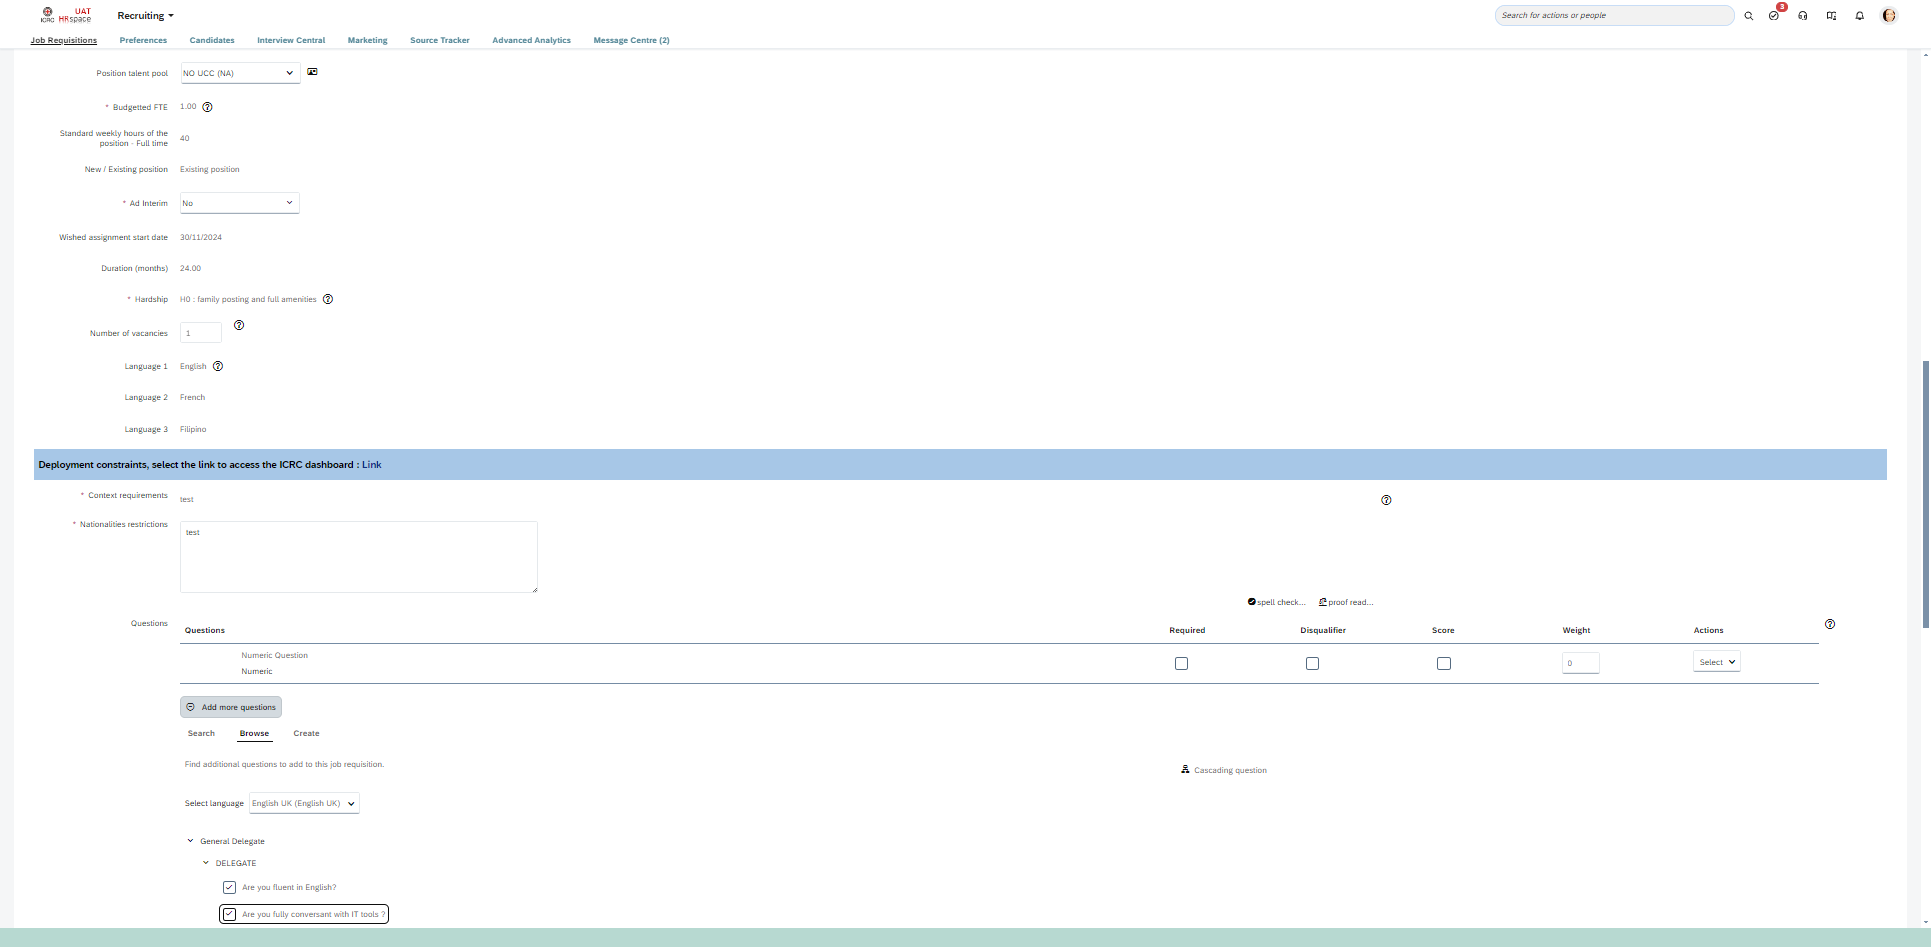 ICRC
UAT
HRspace
Recruiting
Search for actions or people
3
Job Requisitions
Preferences
Candidates
Interview Central
Marketing
Source Tracker
Advanced Analytics
Message Centre (2)
Position talent pool
NO UCC (NA)
* Budgetted FTE
1.00
Standard weekly hours of the
position - Full time
40
New / Existing position
Existing position
* Ad Interim
No
Wished assignment start date
30/11/2024
Duration (months)
24.00
* Hardship
H0 : family posting and full amenities
Number of vacancies
1
Language 1
English
Language 2
French
Language 3
Filipino
Deployment constraints, select the link to access the ICRC dashboard : Link
* Context requirements
test
* Nationalities restrictions
test
spell check...
proof read...
Questions
Questions
Required
Disqualifier
Score
Weight
Actions
Numeric Question
Numeric
0
Select
Add more questions
Search
Browse
Create
Find additional questions to add to this job requisition.
Cascading question
Select language
English UK (English UK)
General Delegate
DELEGATE
Are you fluent in English?
Are you fully conversant with IT tools ?